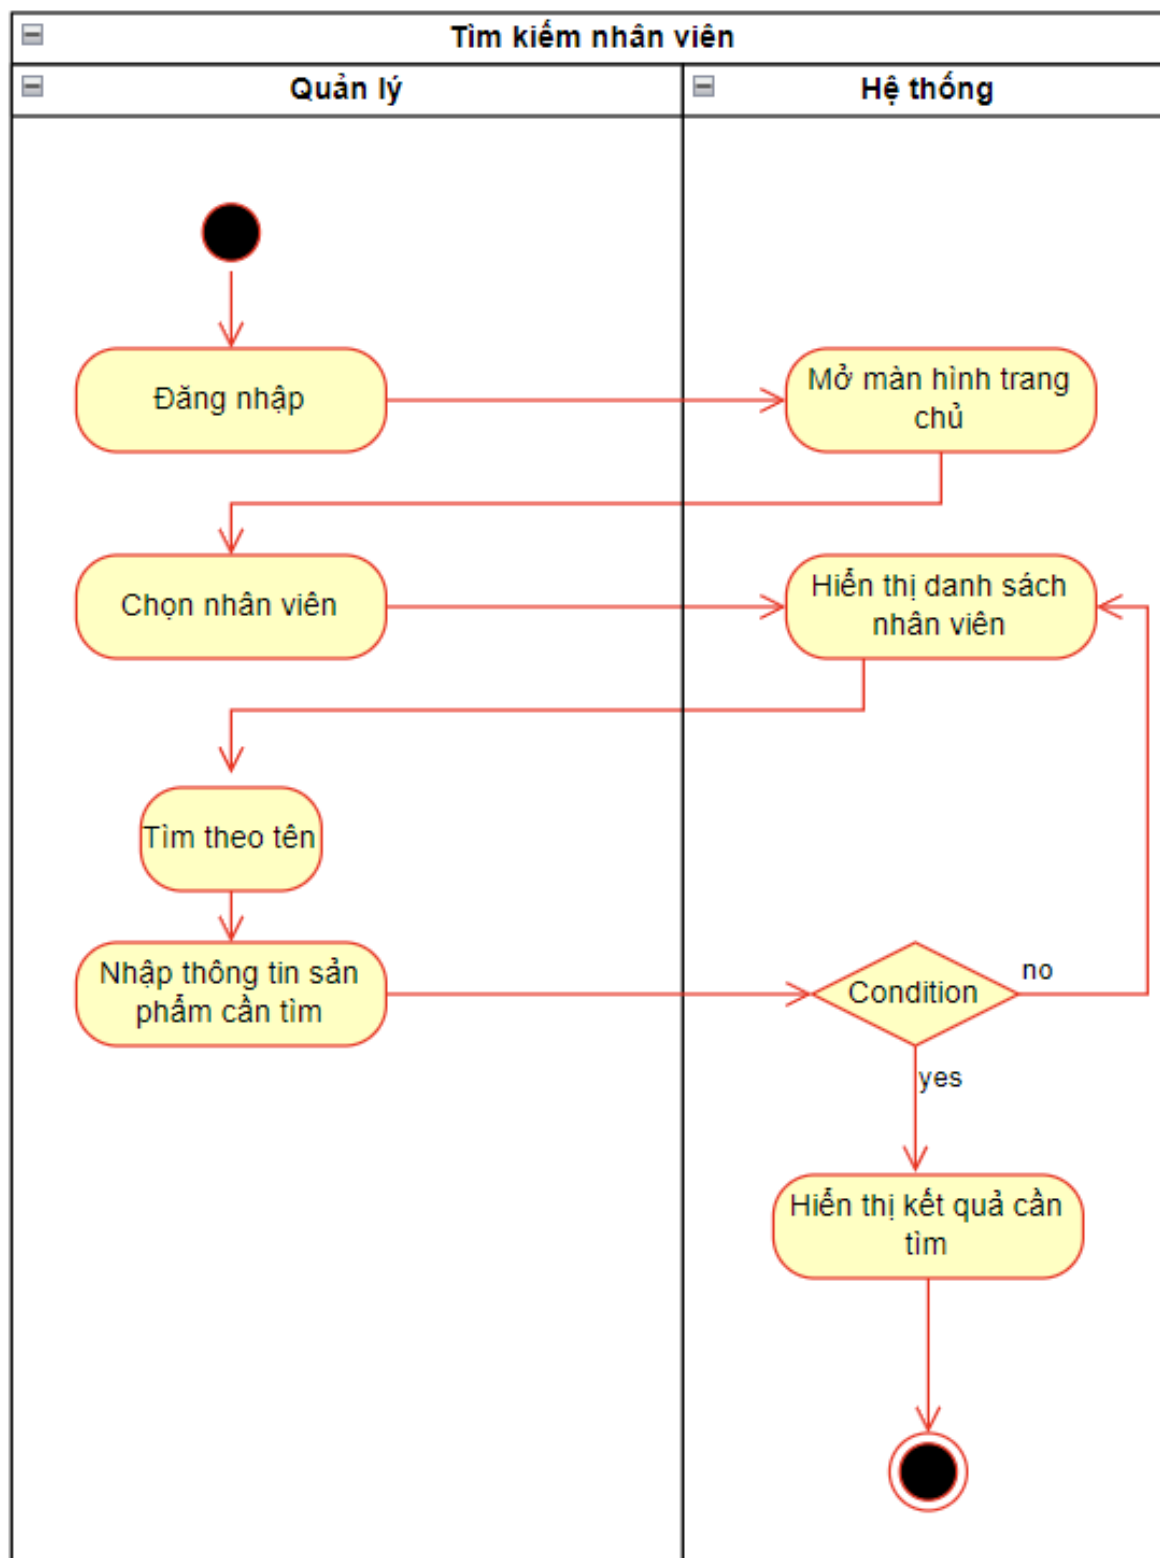 Tìm kiếm nhân viên
Quản lý
Hệ thống
Đăng nhập
Mở màn hình trang
chủ
Chọn nhân viên
Hiển thị danh sách
nhân viên
Tìm theo tên
Nhập thông tin sản
phẩm cần tìm
Condition
no
yes
Hiển thị kết quả cần
tìm